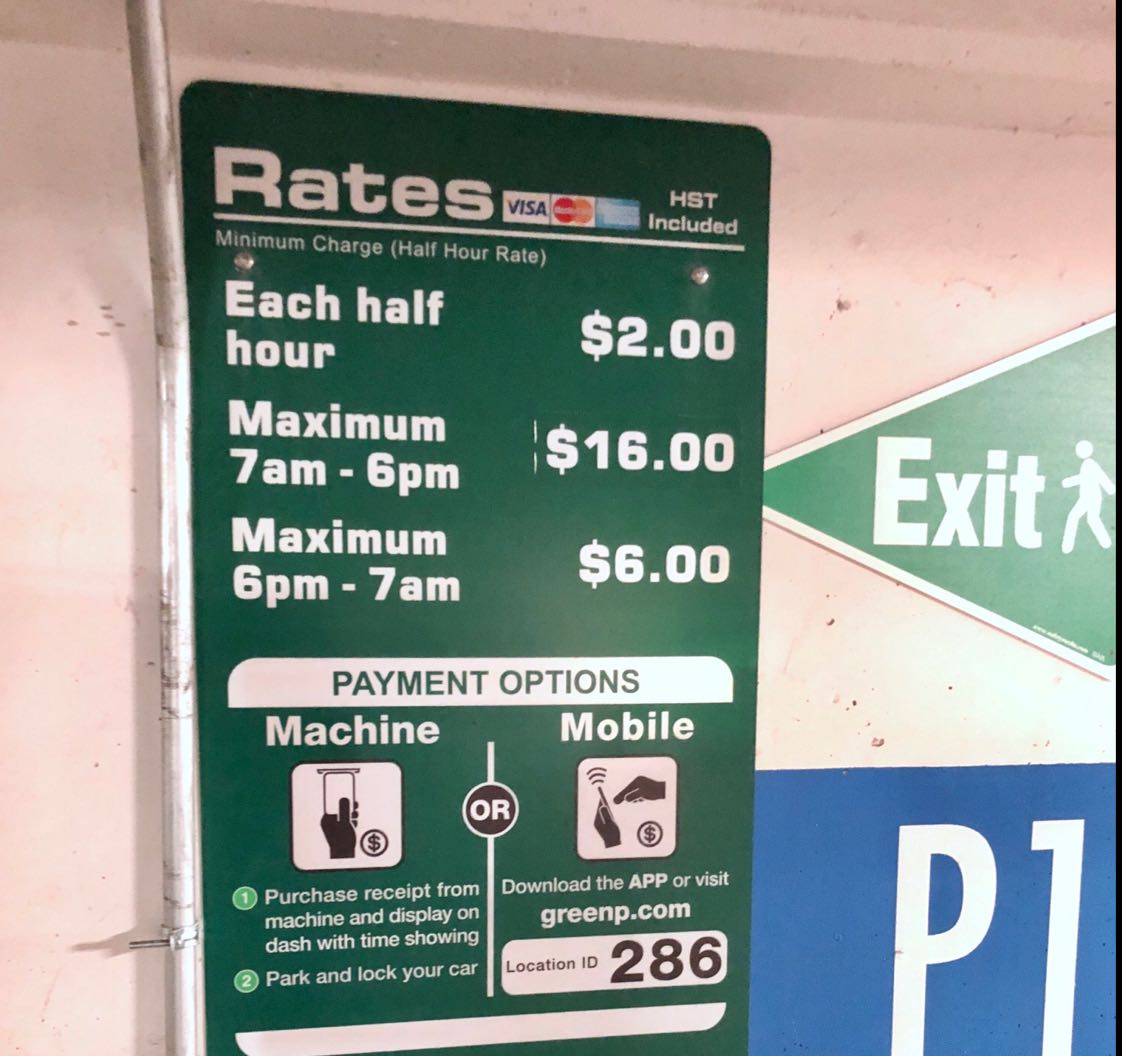 Rates VISA HST
Included
Minimum Charge (Half Hour Rate)
Each half
hour $2.00
Maximum
7am - 6pm $16.00
Maximum
6pm - 7am $6.00
PAYMENT OPTIONS
Machine Mobile
OR
1 Purchase receipt from
machine and display on
dash with time showing
2 Park and lock your car
Download the APP or visit
greenp.com
Location ID 286
Exit
P1